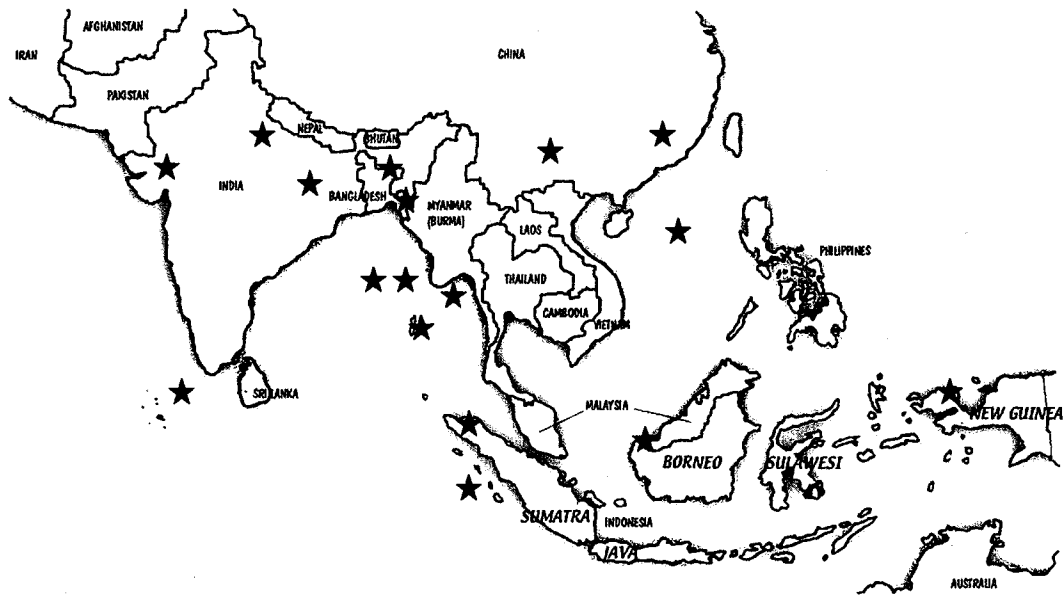 AFGHANISTAN
IRAN
CHINA
PAKISTAN
NEPAL
BHUTAN
INDIA
BANGLADESH
MYANMAR
(BURMA)
LAOS
PHILIPPINES
THAILAND
CAMBODIA
VIETNAM
SRI LANKA
MALAYSIA
NEW GUINEA
BORNEO
SULAWESI
SUMATRA
INDONESIA
JAVA
AUSTRALIA